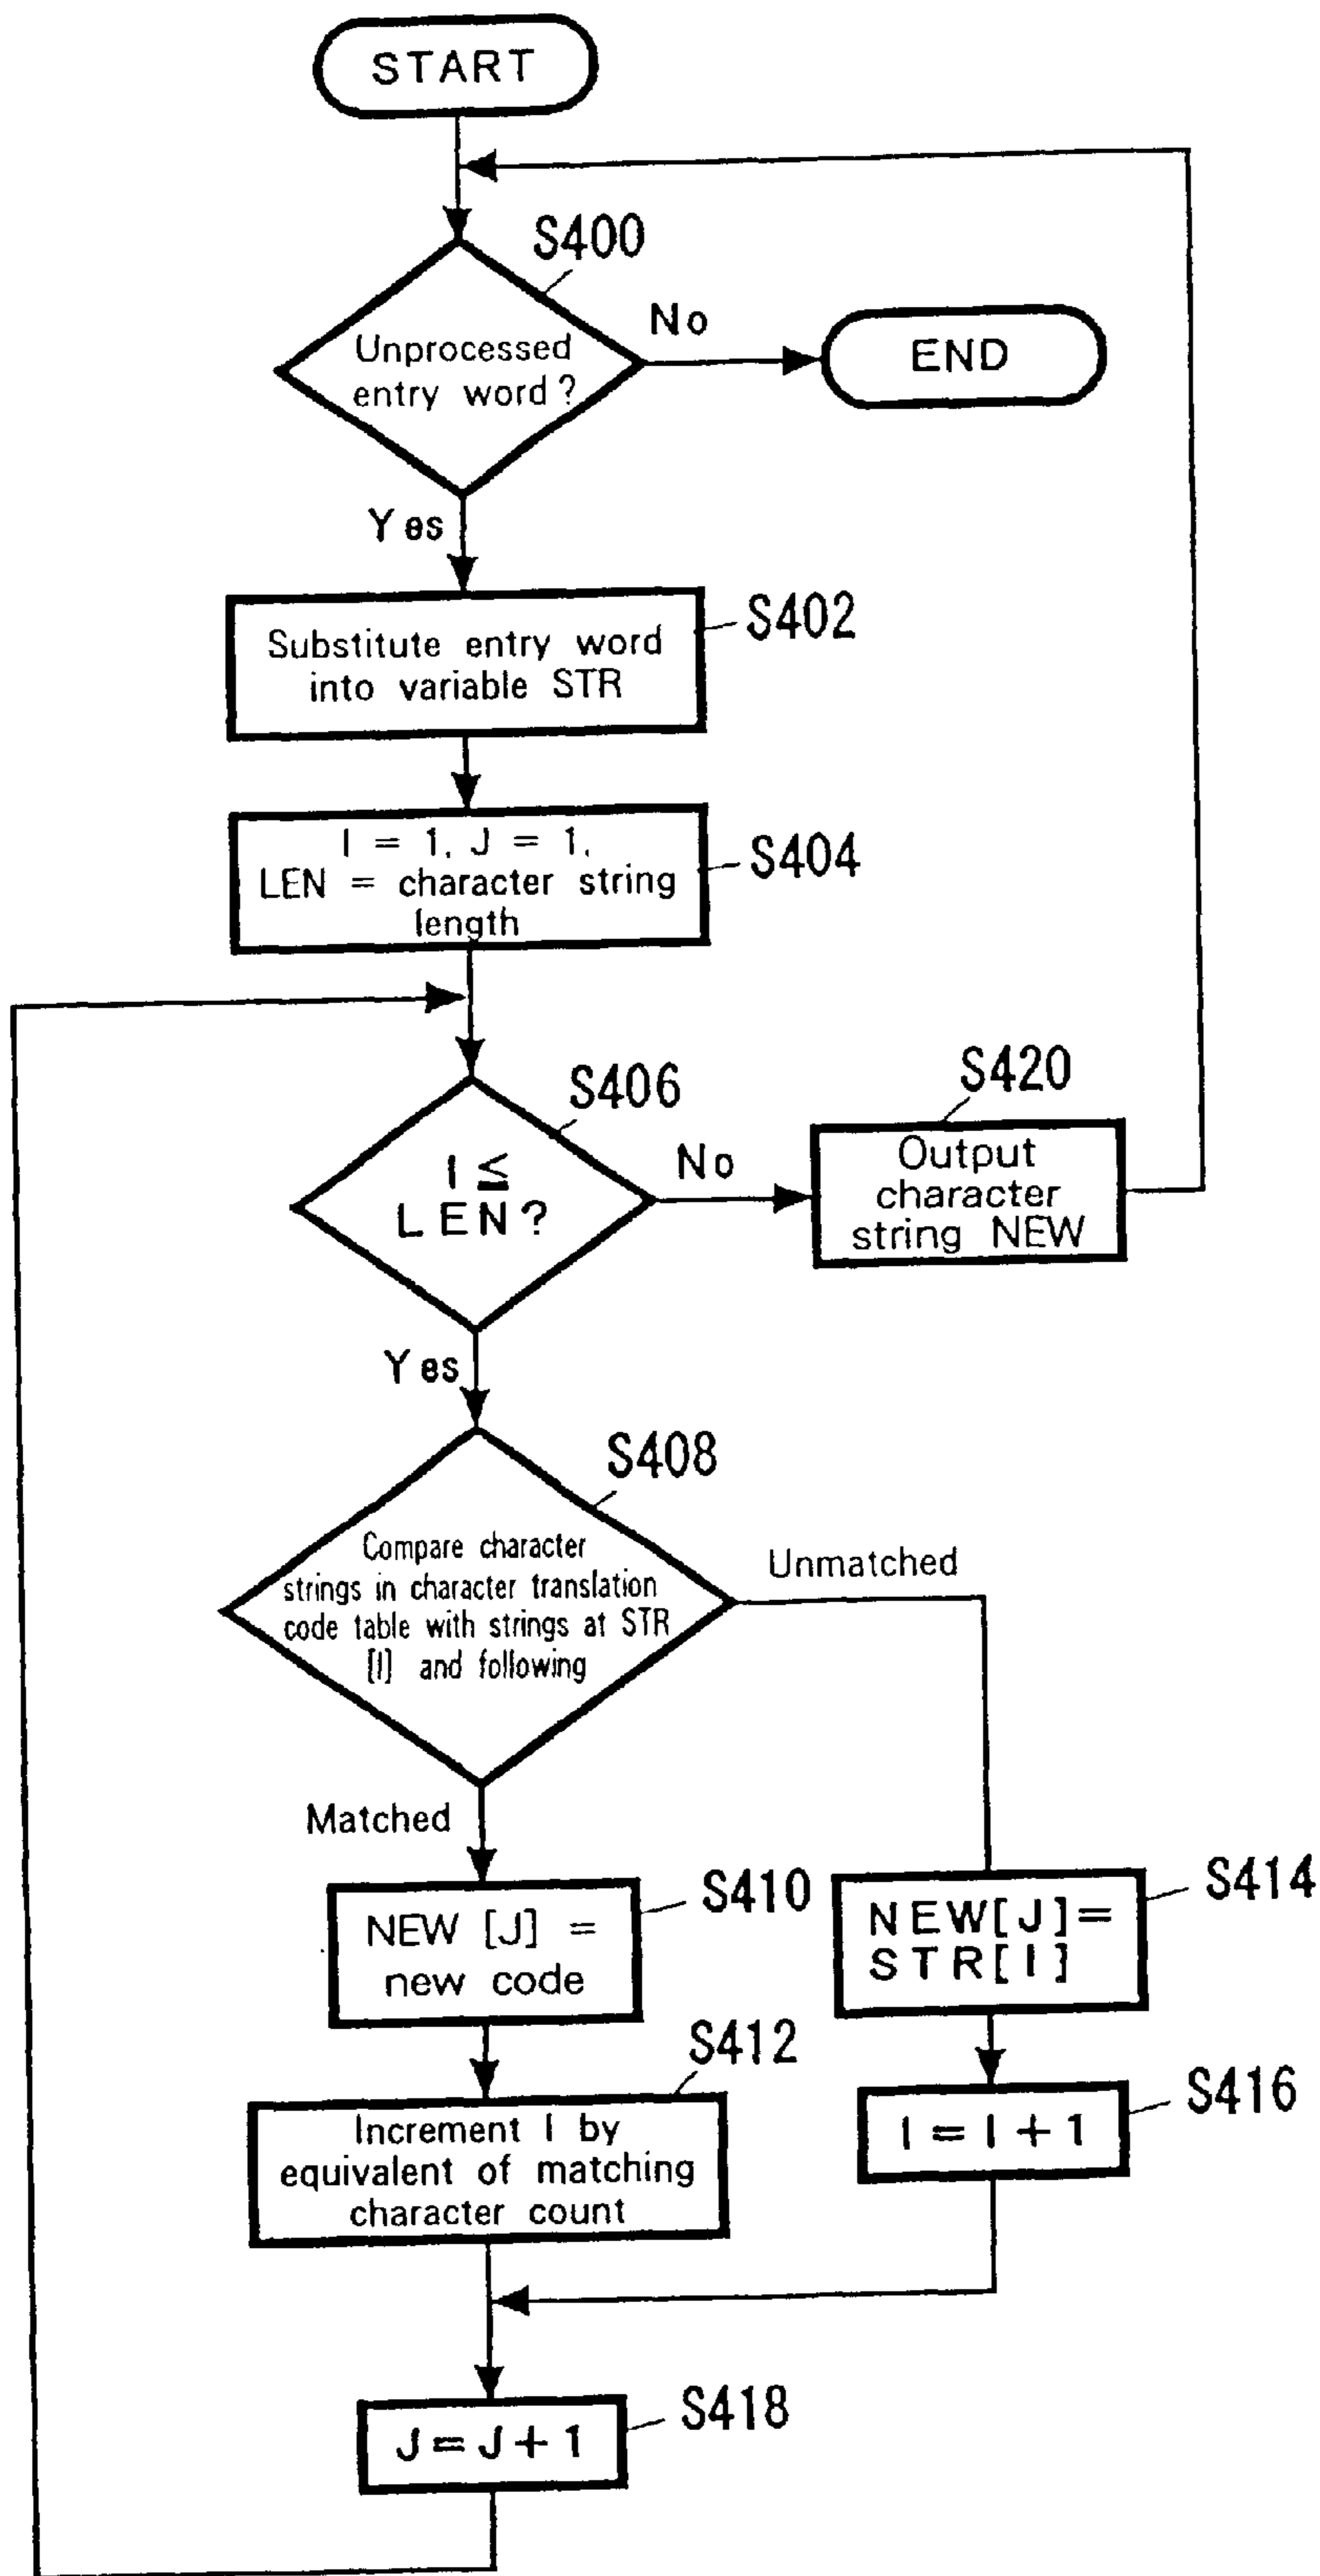 START
S400
Unprocessed
entry word?
No
END
Yes
S402
Substitute entry word
into variable STR
S404
I = 1, J = 1,
LEN = character string
length
S406
I ≦
LEN?
No
S420
Output
character
string NEW
Yes
S408
Compare character
strings in character translation
code table with strings at STR
[I] and following
Unmatched
Matched
S410
NEW [J] =
new code
S414
NEW[J]=
STR[I]
S412
Increment I by
equivalent of matching
character count
S416
I = I + 1
S418
J = J + 1